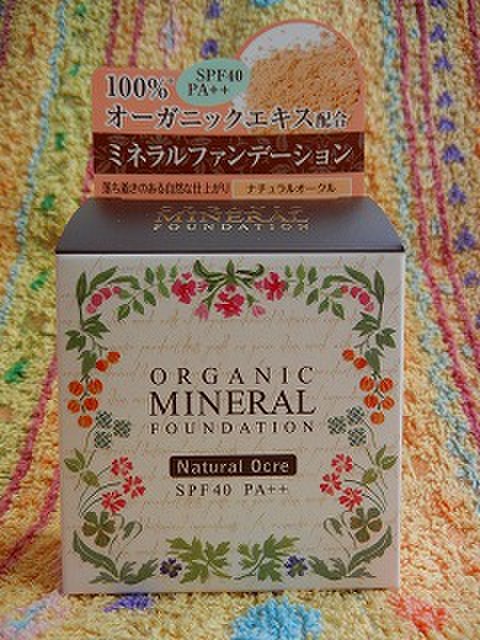 100%
SPF40
PA++
オーガニックエキス配合
ミネラルファンデーション
落ち着きのある自然な仕上がり ナチュラルオークル
MINERAL
FOUNDATION
ORGANIC
MINERAL
FOUNDATION
Natural Ocre
SPF40 PA++